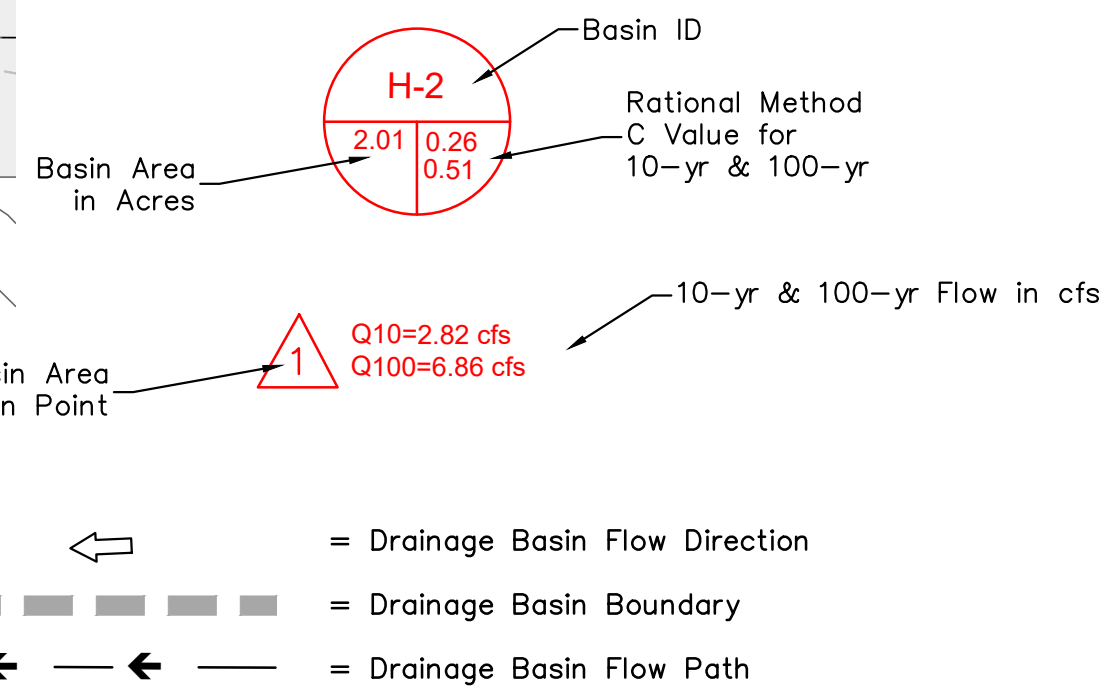 Basin ID
H-2
2.01
0.26
0.51
Rational Method
C Value for
10-yr & 100-yr
Basin Area
in Acres
10-yr & 100-yr Flow in cfs
1
Q10=2.82 cfs
Q100=6.86 cfs
Area
Point
= Drainage Basin Flow Direction
= Drainage Basin Boundary
= Drainage Basin Flow Path